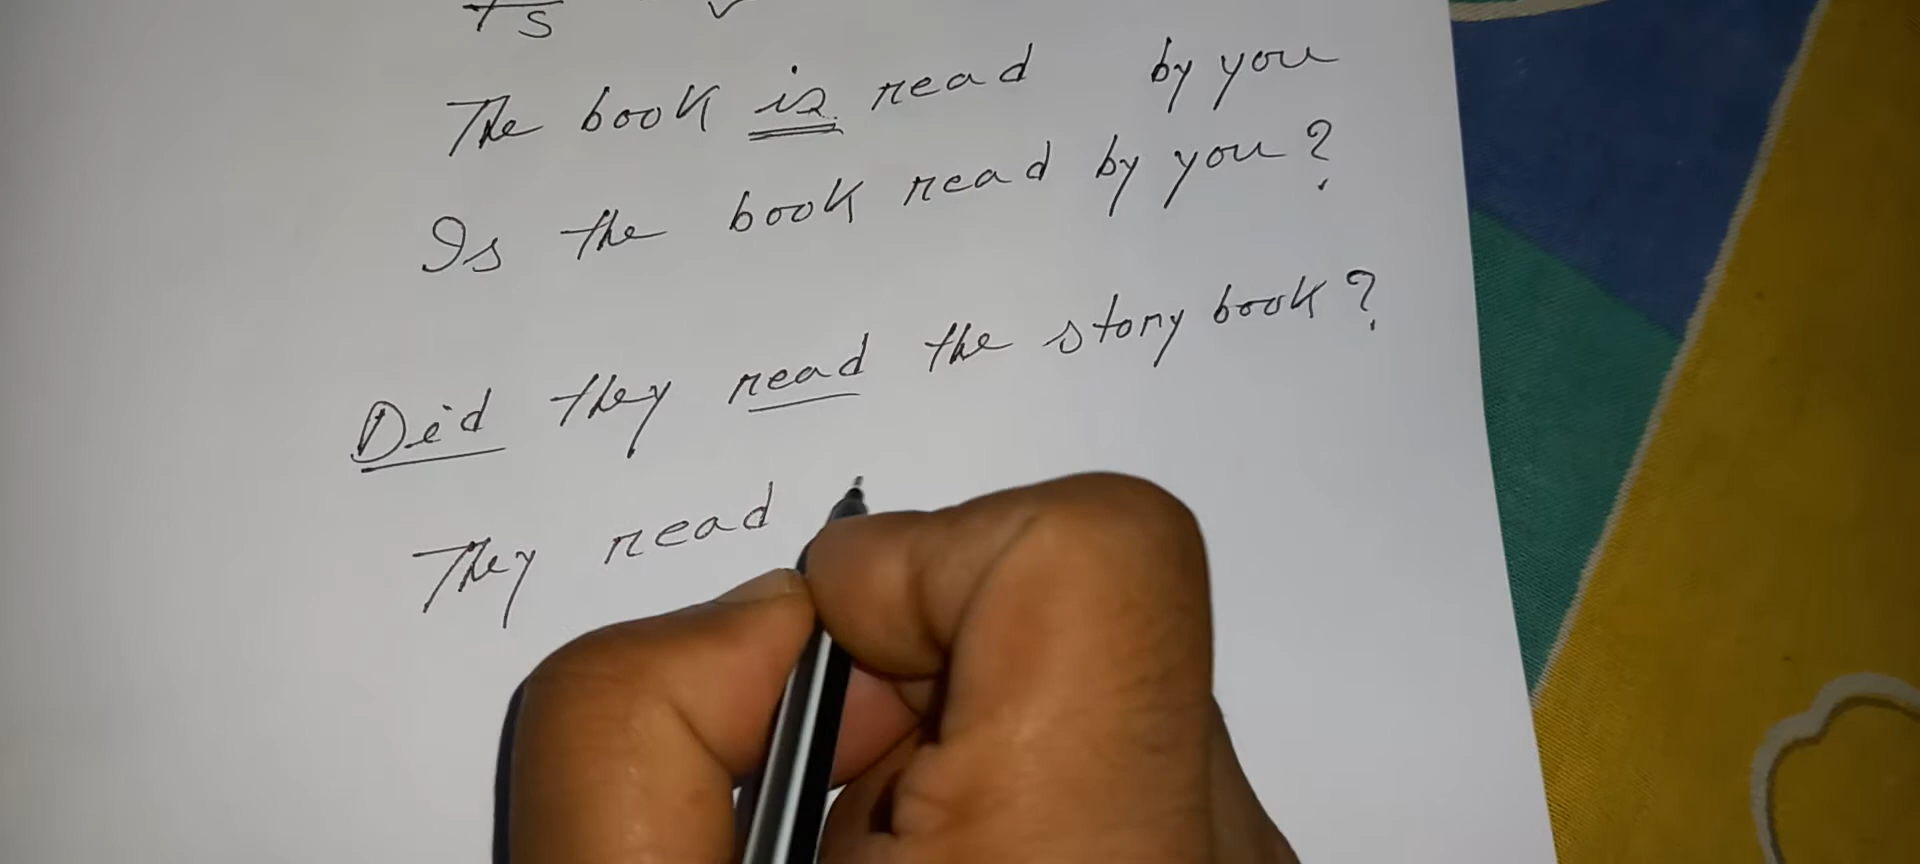 The book is read by you
Is the book read by you?
Did they read the story book?
They read